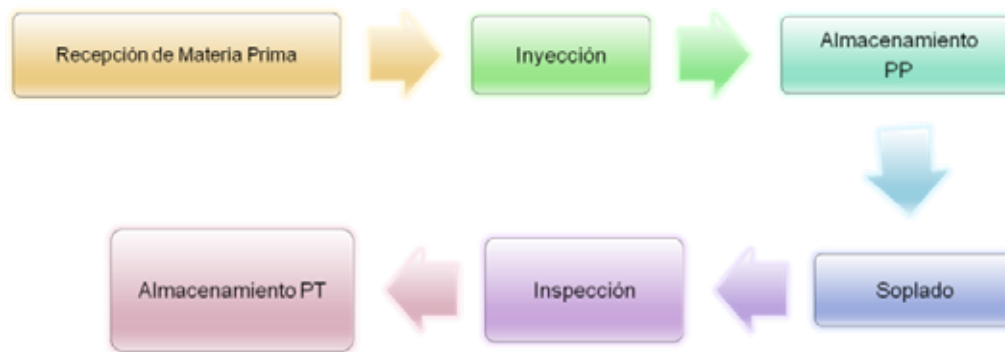 Recepción de Materia Prima
Inyección
Almacenamiento
PP
Soplado
Inspección
Almacenamiento PT